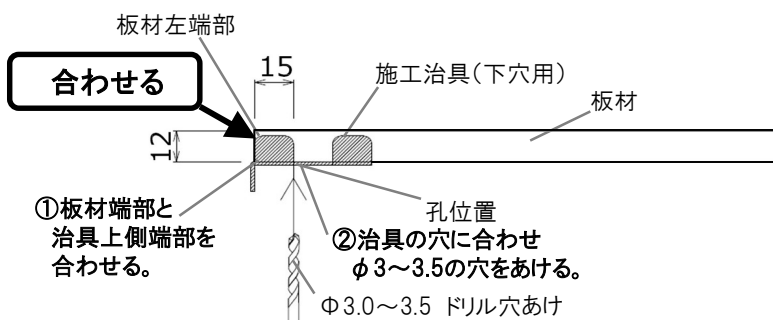 板材左端部
合わせる
15
施工治具(下穴用)
板材
12
①板材端部と
治具上側端部を
合わせる。
孔位置
②治具の穴に合わせ
φ3~3.5の穴をあける。
Φ3.0~3.5 ドリル穴あけ